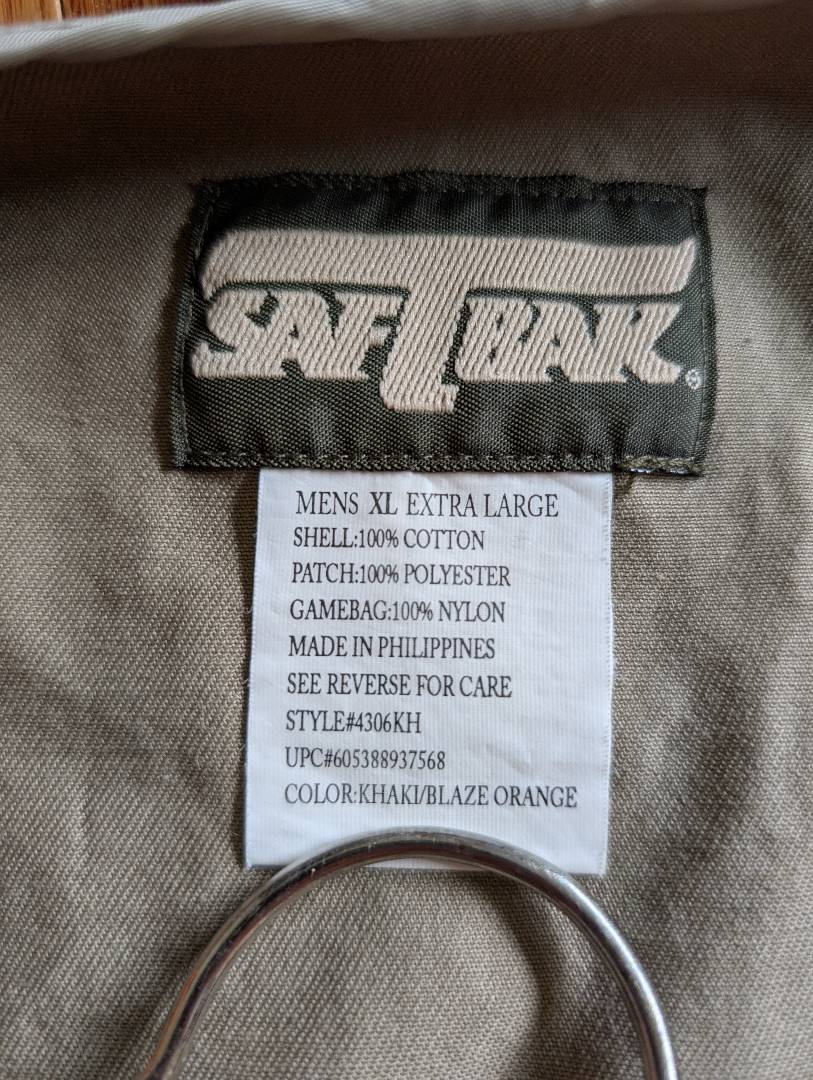 SAFTBAK®
MENS XL EXTRA LARGE
SHELL:100% COTTON
PATCH:100% POLYESTER
GAMEBAG:100% NYLON
MADE IN PHILIPPINES
SEE REVERSE FOR CARE
STYLE#4306KH
UPC#605388937568
COLOR:KHAKI/BLAZE ORANGE